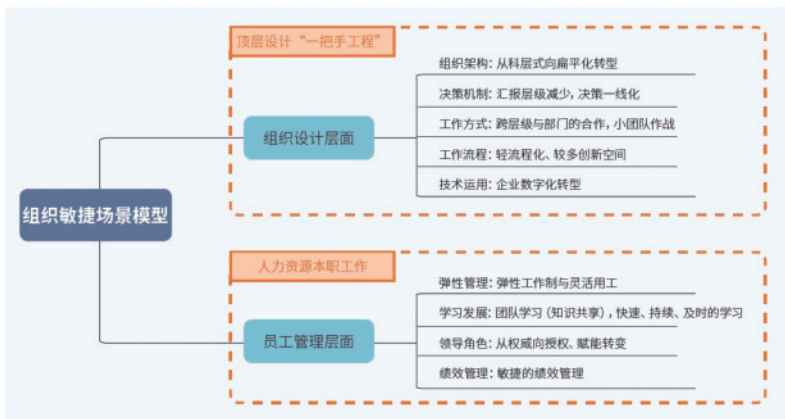 顶层设计“一把手工程”
组织架构：从科层式向扁平化转型
决策机制：汇报层级减少，决策一线化
组织设计层面
工作方式：跨层级与部门的合作，小团队作战
工作流程：轻流程化、较多创新空间
技术运用：企业数字化转型
组织敏捷场景模型
人力资源本职工作
弹性管理：弹性工作制与灵活用工
学习发展：团队学习（知识共享），快速、持续、及时的学习
员工管理层面
领导角色：从权威向授权、赋能转变
绩效管理：敏捷的绩效管理